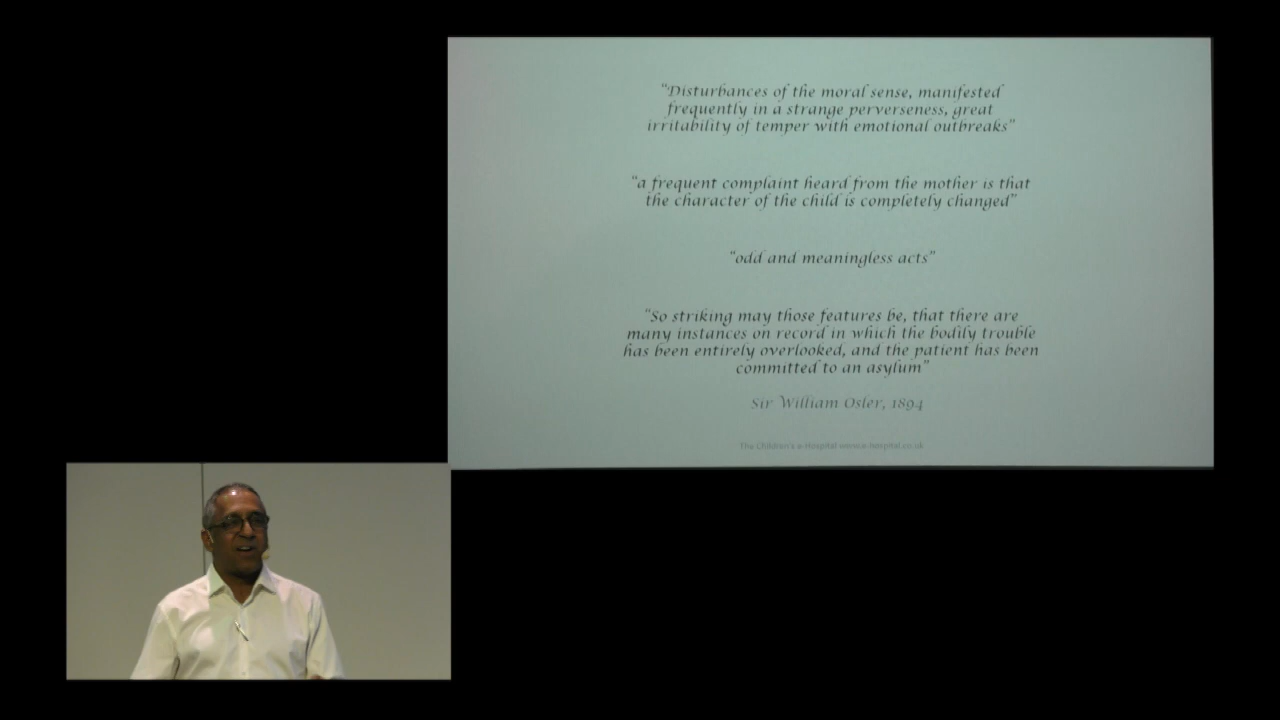 "Disturbances of the moral sense, manifested
frequently in a strange perverseness, great
irritability of temper with emotional outbreaks"
"a frequent complaint heard from the mother is that
the character of the child is completely changed"
"odd and meaningless acts"
"So striking may those features be, that there are
many instances on record in which the bodily trouble
has been entirely overlooked, and the patient has been
committed to an asylum"
Sir William Osler, 1894
The Children's e-Hospital